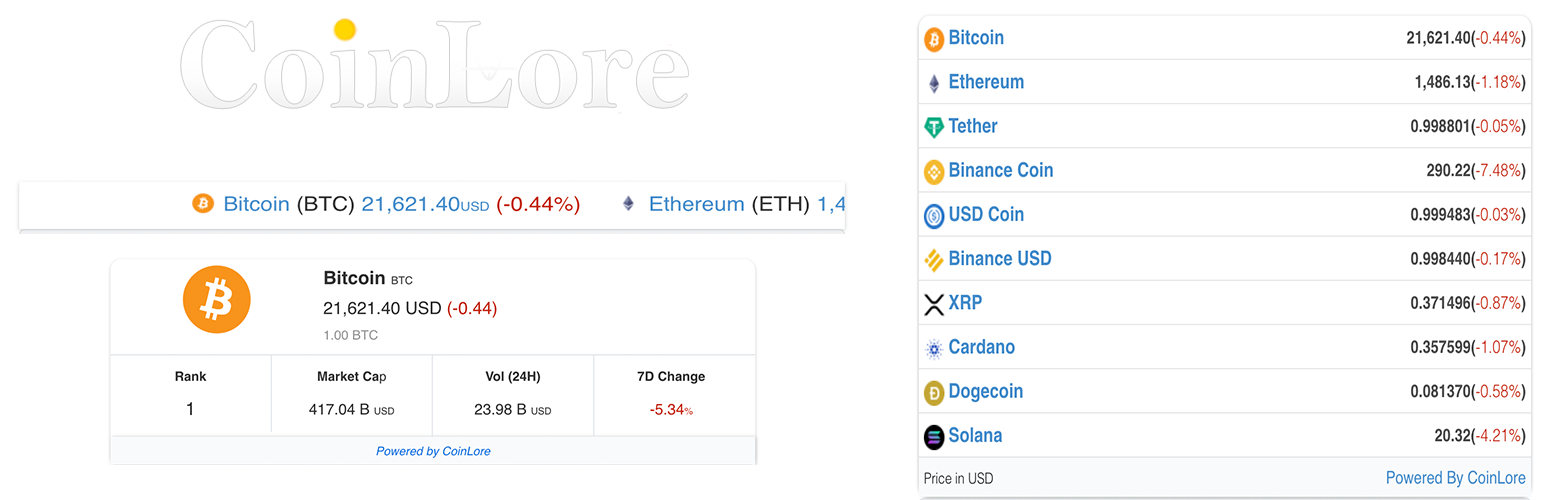 CoinLore
Bitcoin (BTC) 21,621.40USD (-0.44%) Ethereum (ETH) 1,4
Bitcoin BTC
21,621.40 USD (-0.44)
1.00 BTC
Rank Market Cap Vol (24H) 7D Change
1 417.04 B USD 23.98 B USD -5.34%
Powered by CoinLore
Bitcoin 21,621.40(-0.44%)
Ethereum 1,486.13(-1.18%)
Tether 0.998801(-0.05%)
Binance Coin 290.22(-7.48%)
USD Coin 0.999483(-0.03%)
Binance USD 0.998440(-0.17%)
XRP 0.371496(-0.87%)
Cardano 0.357599(-1.07%)
Dogecoin 0.081370(-0.58%)
Solana 20.32(-4.21%)
Price in USD Powered By CoinLore